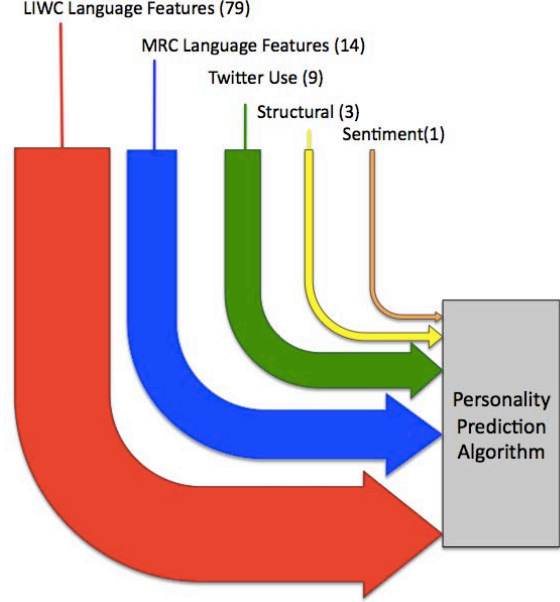 LIWC Language Features (79)
MRC Language Features (14)
Twitter Use (9)
Structural (3)
Sentiment(1)
Personality
Prediction
Algorithm